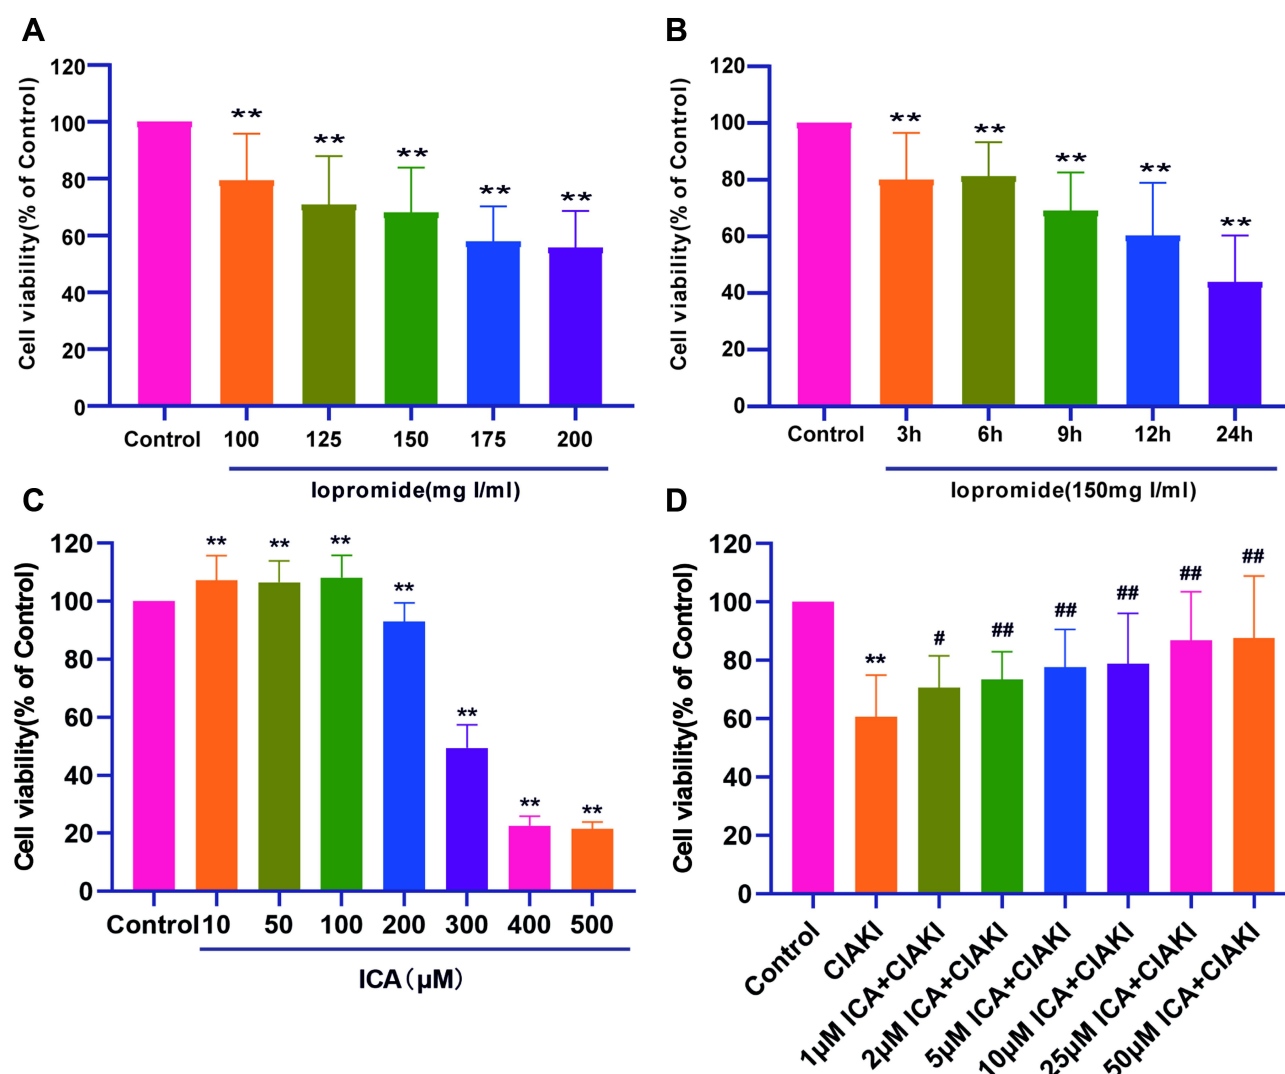 A
Cell viability(% of Control)
120
100
80
60
40
20
0
** ** ** ** **
Control 100 125 150 175 200
Iopromide(mg I/ml)
B
Cell viability(% of Control)
120
100
80
60
40
20
0
** ** ** ** **
Control 3h 6h 9h 12h 24h
Iopromide(150mg I/ml)
C
Cell viability(% of Control)
120
100
80
60
40
20
0
** ** ** ** ** ** **
Control 10 50 100 200 300 400 500
ICA(μM)
D
Cell viability(% of Control)
120
100
80
60
40
20
0
** # ## ## ## ## ##
Control
CIAKI
1μM ICA+CIAKI
2μM ICA+CIAKI
5μM ICA+CIAKI
10μM ICA+CIAKI
25μM ICA+CIAKI
50μM ICA+CIAKI